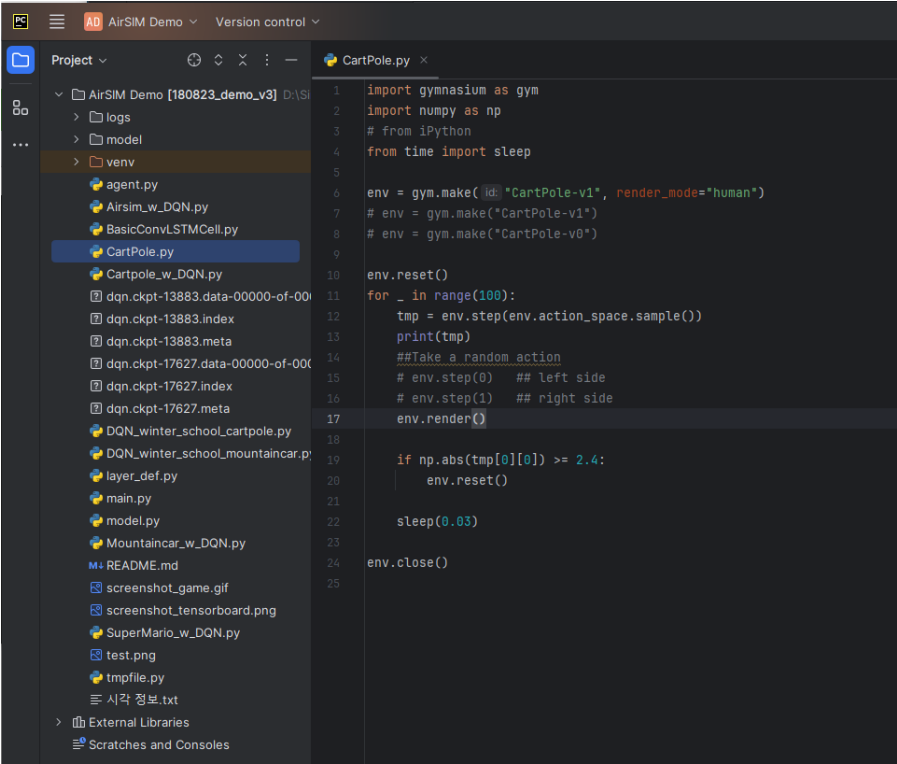 PC
AD AirSIM Demo Version control
Project
CartPole.py
AirSIM Demo [180823_demo_v3] D:\Si
logs
model
venv
agent.py
Airsim_w_DQN.py
BasicConvLSTMCell.py
CartPole.py
Cartpole_w_DQN.py
dqn.ckpt-13883.data-00000-of-000
dqn.ckpt-13883.index
dqn.ckpt-13883.meta
dqn.ckpt-17627.data-00000-of-000
dqn.ckpt-17627.index
dqn.ckpt-17627.meta
DQN_winter_school_cartpole.py
DQN_winter_school_mountaincar.py
layer_def.py
main.py
model.py
Mountaincar_w_DQN.py
M↓ README.md
screenshot_game.gif
screenshot_tensorboard.png
SuperMario_w_DQN.py
test.png
tmpfile.py
시각 정보.txt
External Libraries
Scratches and Consoles
1 import gymnasium as gym
2 import numpy as np
3 # from iPython
4 from time import sleep
5
6 env = gym.make( id: "CartPole-v1", render_mode="human")
7 # env = gym.make("CartPole-v1")
8 # env = gym.make("CartPole-v0")
9
10 env.reset()
11 for _ in range(100):
12 tmp = env.step(env.action_space.sample())
13 print(tmp)
14 ##Take a random action
15 # env.step(0) ## left side
16 # env.step(1) ## right side
17 env.render()
18
19 if np.abs(tmp[0][0]) >= 2.4:
20 env.reset()
21
22 sleep(0.03)
23
24 env.close()
25